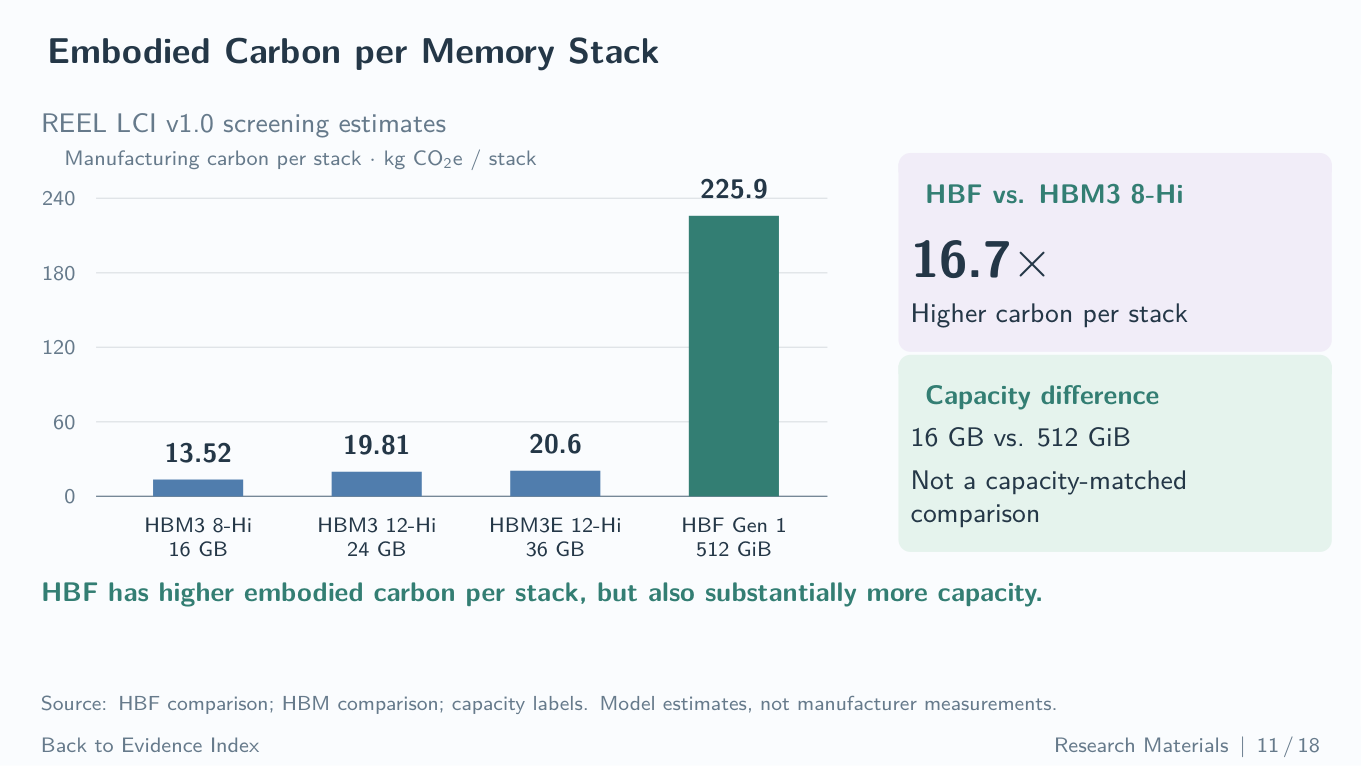 Embodied Carbon per Memory Stack
REEL LCI v1.0 screening estimates
Manufacturing carbon per stack · kg CO₂e / stack
240
180
120
60
0
13.52
19.81
20.6
225.9
HBM3 8-Hi
16 GB
HBM3 12-Hi
24 GB
HBM3E 12-Hi
36 GB
HBF Gen 1
512 GiB
HBF vs. HBM3 8-Hi
16.7×
Higher carbon per stack
Capacity difference
16 GB vs. 512 GiB
Not a capacity-matched
comparison
HBF has higher embodied carbon per stack, but also substantially more capacity.
Source: HBF comparison; HBM comparison; capacity labels. Model estimates, not manufacturer measurements.
Back to Evidence Index
Research Materials | 11 / 18